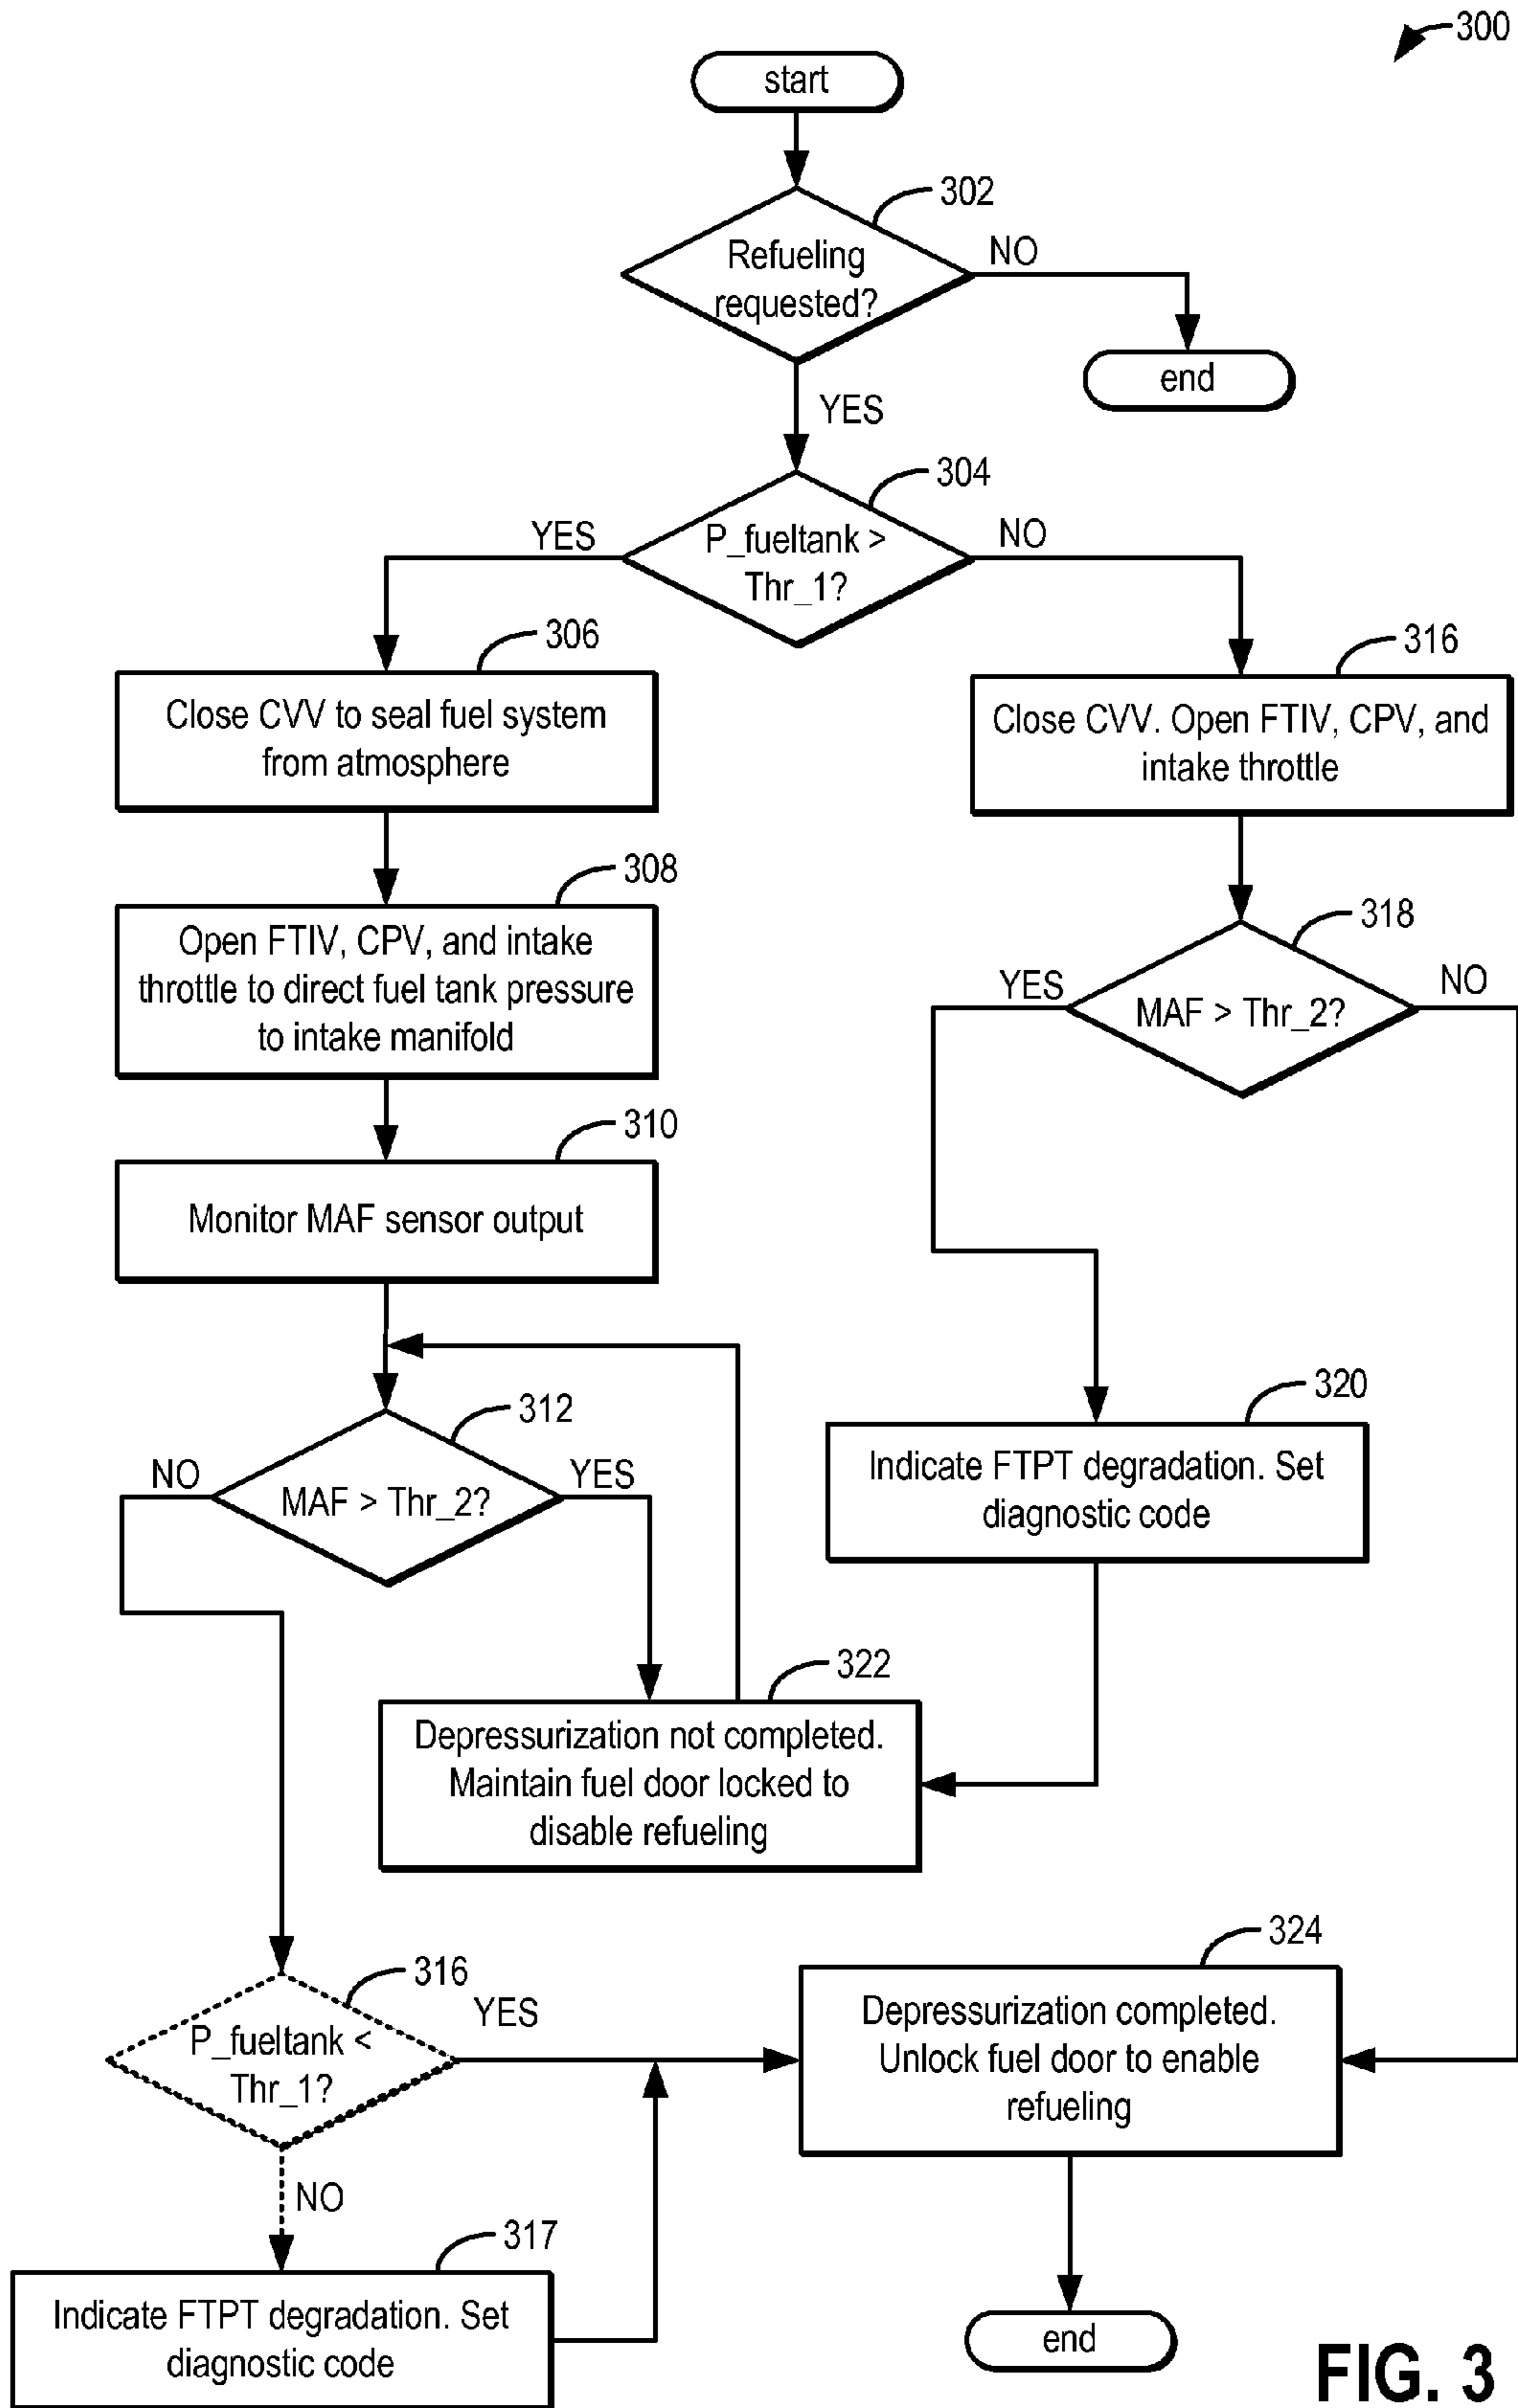 300
start
302
Refueling
requested?
NO
end
YES
304
P_fueltank >
Thr_1?
YES
NO
306
Close CVV to seal fuel system
from atmosphere
316
Close CVV. Open FTIV, CPV, and
intake throttle
308
Open FTIV, CPV, and intake
throttle to direct fuel tank pressure
to intake manifold
318
MAF > Thr_2?
YES
NO
310
Monitor MAF sensor output
312
MAF > Thr_2?
NO
YES
320
Indicate FTPT degradation. Set
diagnostic code
322
Depressurization not completed.
Maintain fuel door locked to
disable refueling
316
P_fueltank <
Thr_1?
YES
324
Depressurization completed.
Unlock fuel door to enable
refueling
NO
317
Indicate FTPT degradation. Set
diagnostic code
end
FIG. 3